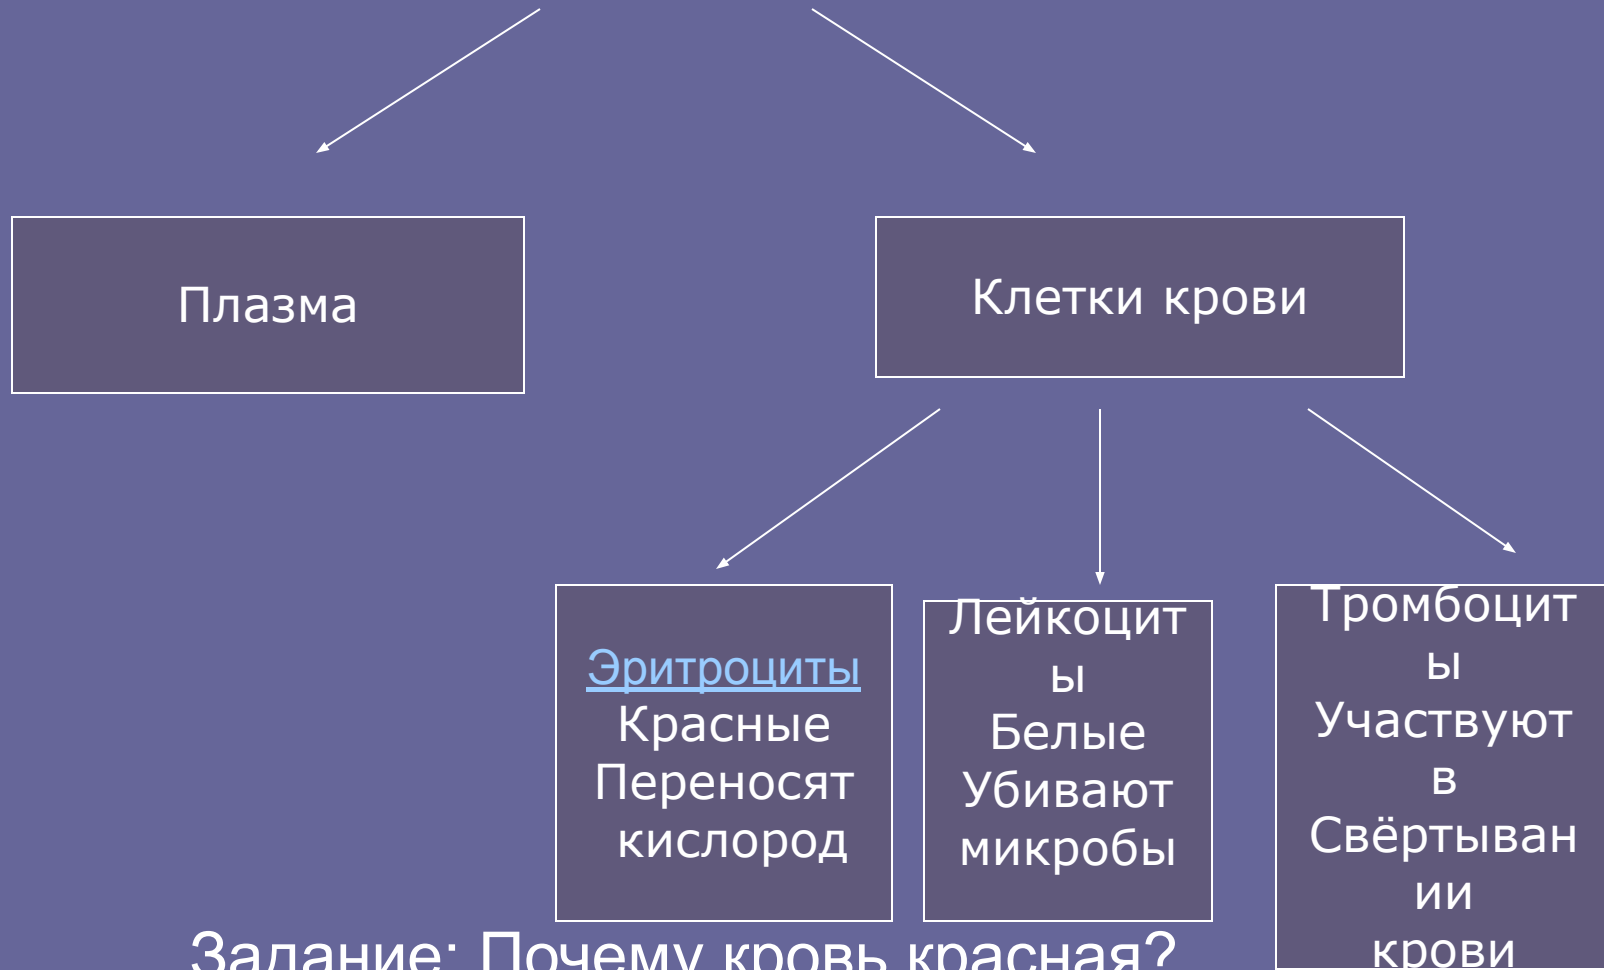 Плазма
Клетки крови
Эритроциты
Красные
Переносят
кислород
Лейкоцит
ы
Белые
Убивают
микробы
Тромбоцит
ы
Участвуют
в
Свёртыван
ии
крови
Задание: Почему кровь красная?